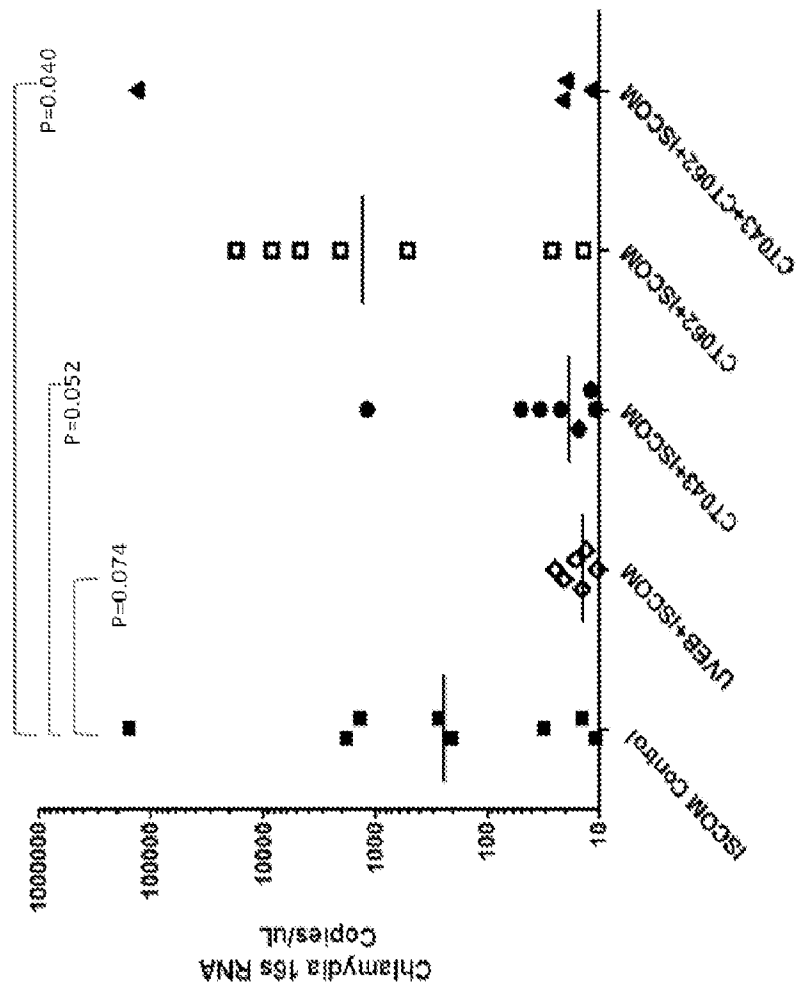 P=0.040
P=0.052
P=0.074
Chlamydia 16s RNA
Copies/uL
1000000
100000
10000
1000
100
10
ISCOM Control
UVEB+ISCOM
CT043+ISCOM
CT062+ISCOM
CT043+CT062+ISCOM